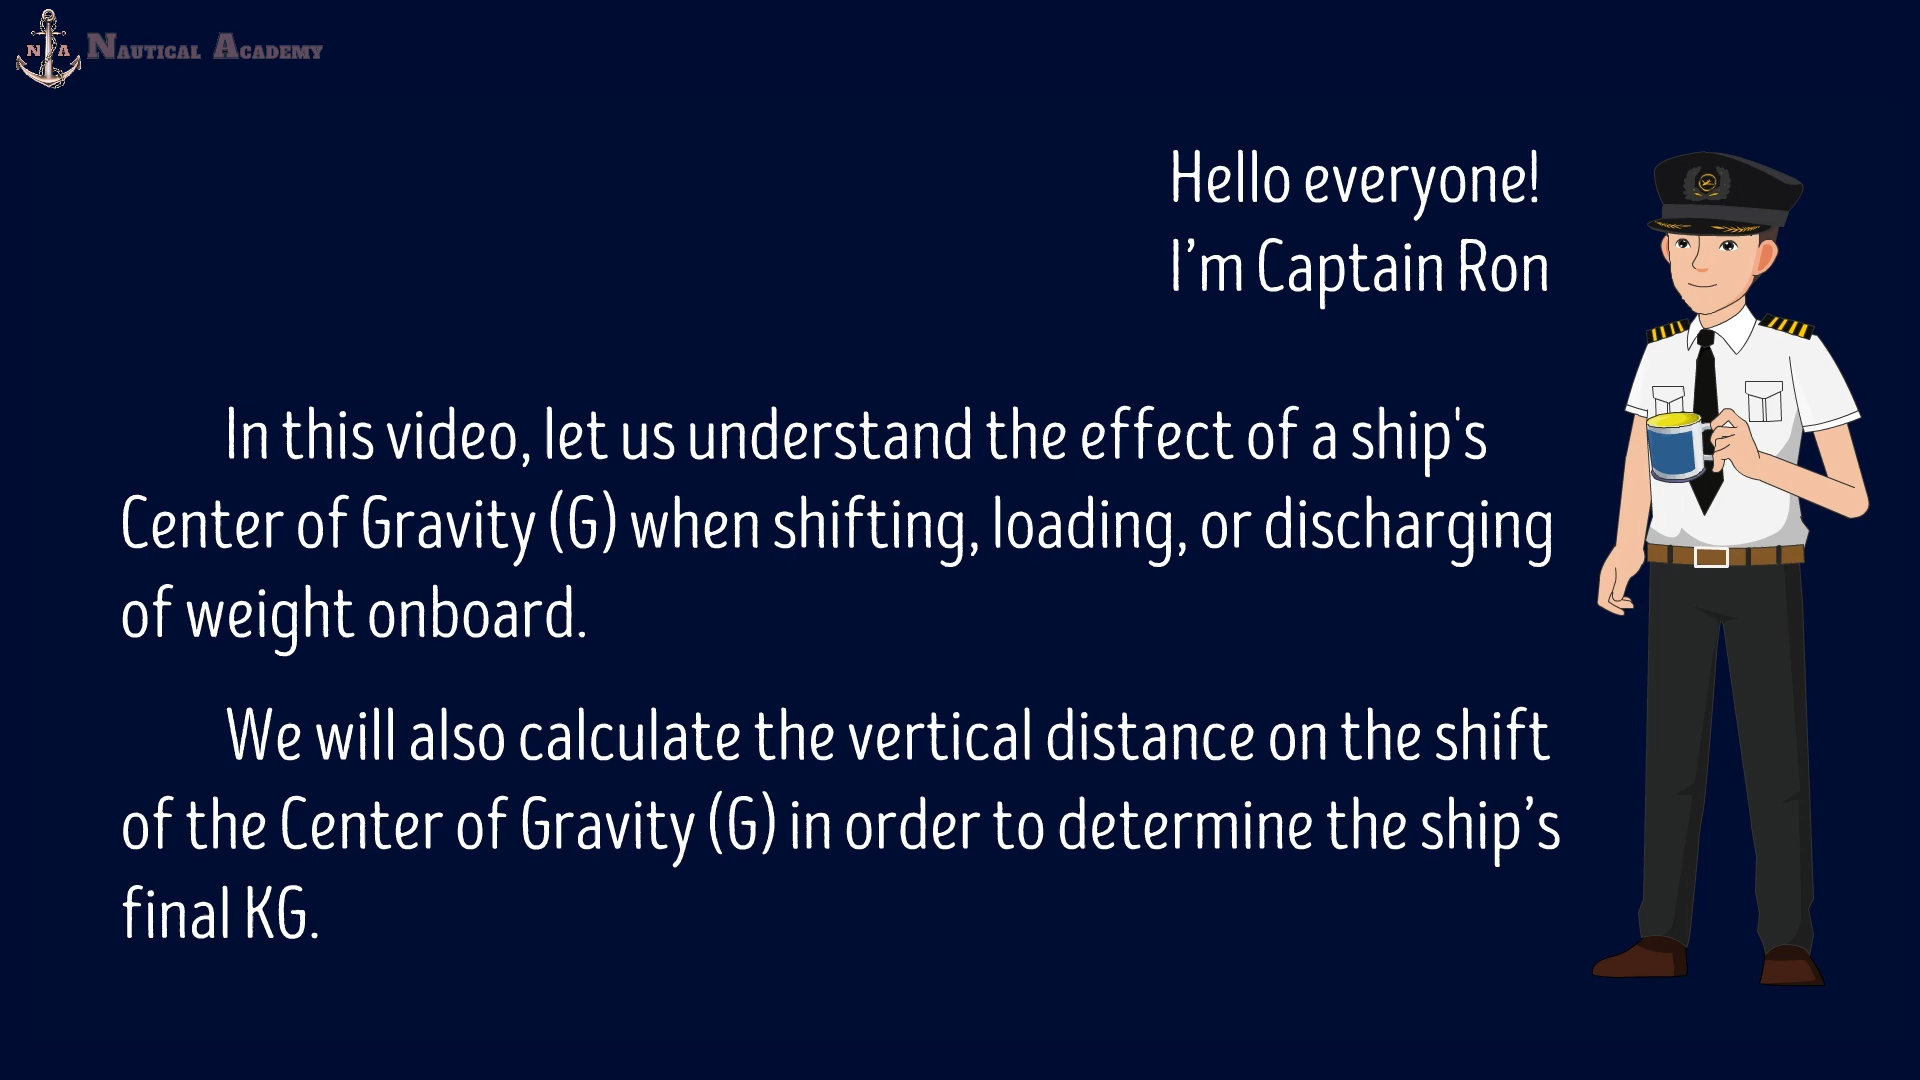 N A Nautical Academy
Hello everyone!
I’m Captain Ron
In this video, let us understand the effect of a ship's
Center of Gravity (G) when shifting, loading, or discharging
of weight onboard.
We will also calculate the vertical distance on the shift
of the Center of Gravity (G) in order to determine the ship’s
final KG.